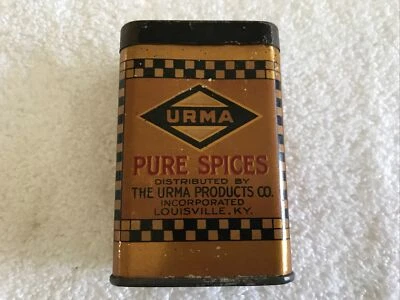 URMA
PURE SPICES
DISTRIBUTED BY
THE URMA PRODUCTS CO.
INCORPORATED
LOUISVILLE, KY.